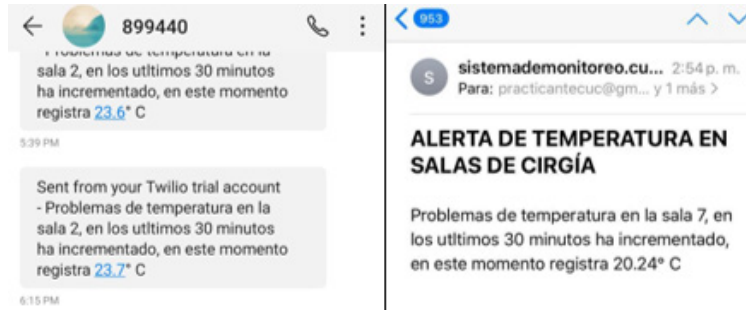 899440
- Problemas de temperatura en la
sala 2, en los utltimos 30 minutos
ha incrementado, en este momento
registra 23.6° C
5:39 PM
Sent from your Twilio trial account
- Problemas de temperatura en la
sala 2, en los utltimos 30 minutos
ha incrementado, en este momento
registra 23.7° C
6:15 PM
953
S
sistemademonitoreo.cu... 2:54 p. m.
Para: practicantecuc@gm... y 1 más >
ALERTA DE TEMPERATURA EN
SALAS DE CIRGÍA
Problemas de temperatura en la sala 7, en
los utltimos 30 minutos ha incrementado,
en este momento registra 20.24° C